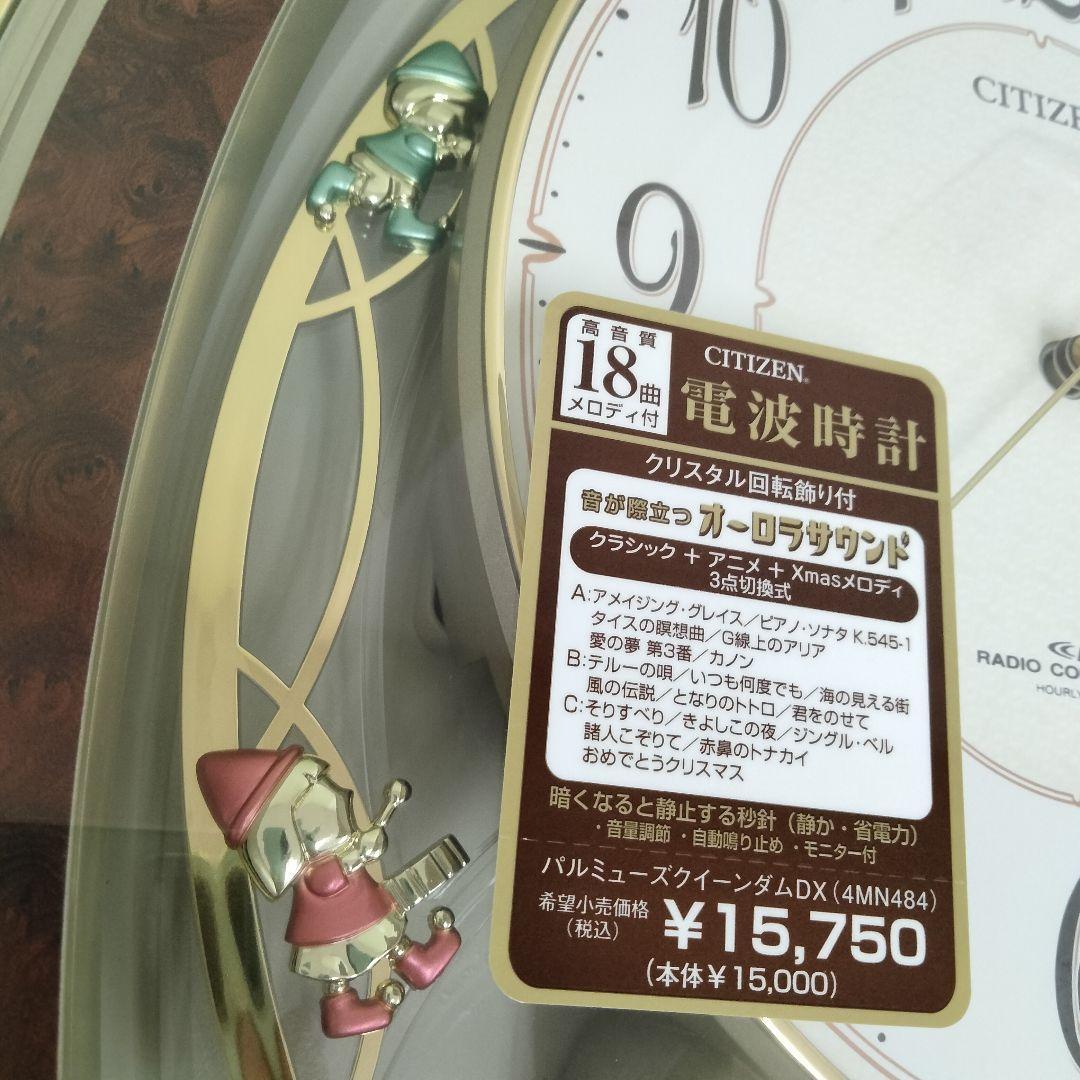 10
9
CITIZE
RADIO CO
HOURLY
高音質
18曲
メロディ付
CITIZEN®
電波時計
クリスタル回転飾り付
音が際立つ オーロラサウンド
クラシック + アニメ + Xmasメロディ
3点切換式
A:アメイジング・グレイス/ピアノ・ソナタ K.545-1
タイスの瞑想曲/G線上のアリア
愛の夢 第3番/カノン
B:テルーの唄/いつも何度でも/海の見える街
風の伝説/となりのトトロ/君をのせて
C:そりすべり/きよしこの夜/ジングル・ベル
諸人こぞりて/赤鼻のトナカイ
おめでとうクリスマス
暗くなると静止する秒針(静か・省電力)
・音量調節 ・自動鳴り止め ・モニター付
パルミューズクイーンダムDX(4MN484)
希望小売価格
(税込)
¥15,750
(本体¥15,000)